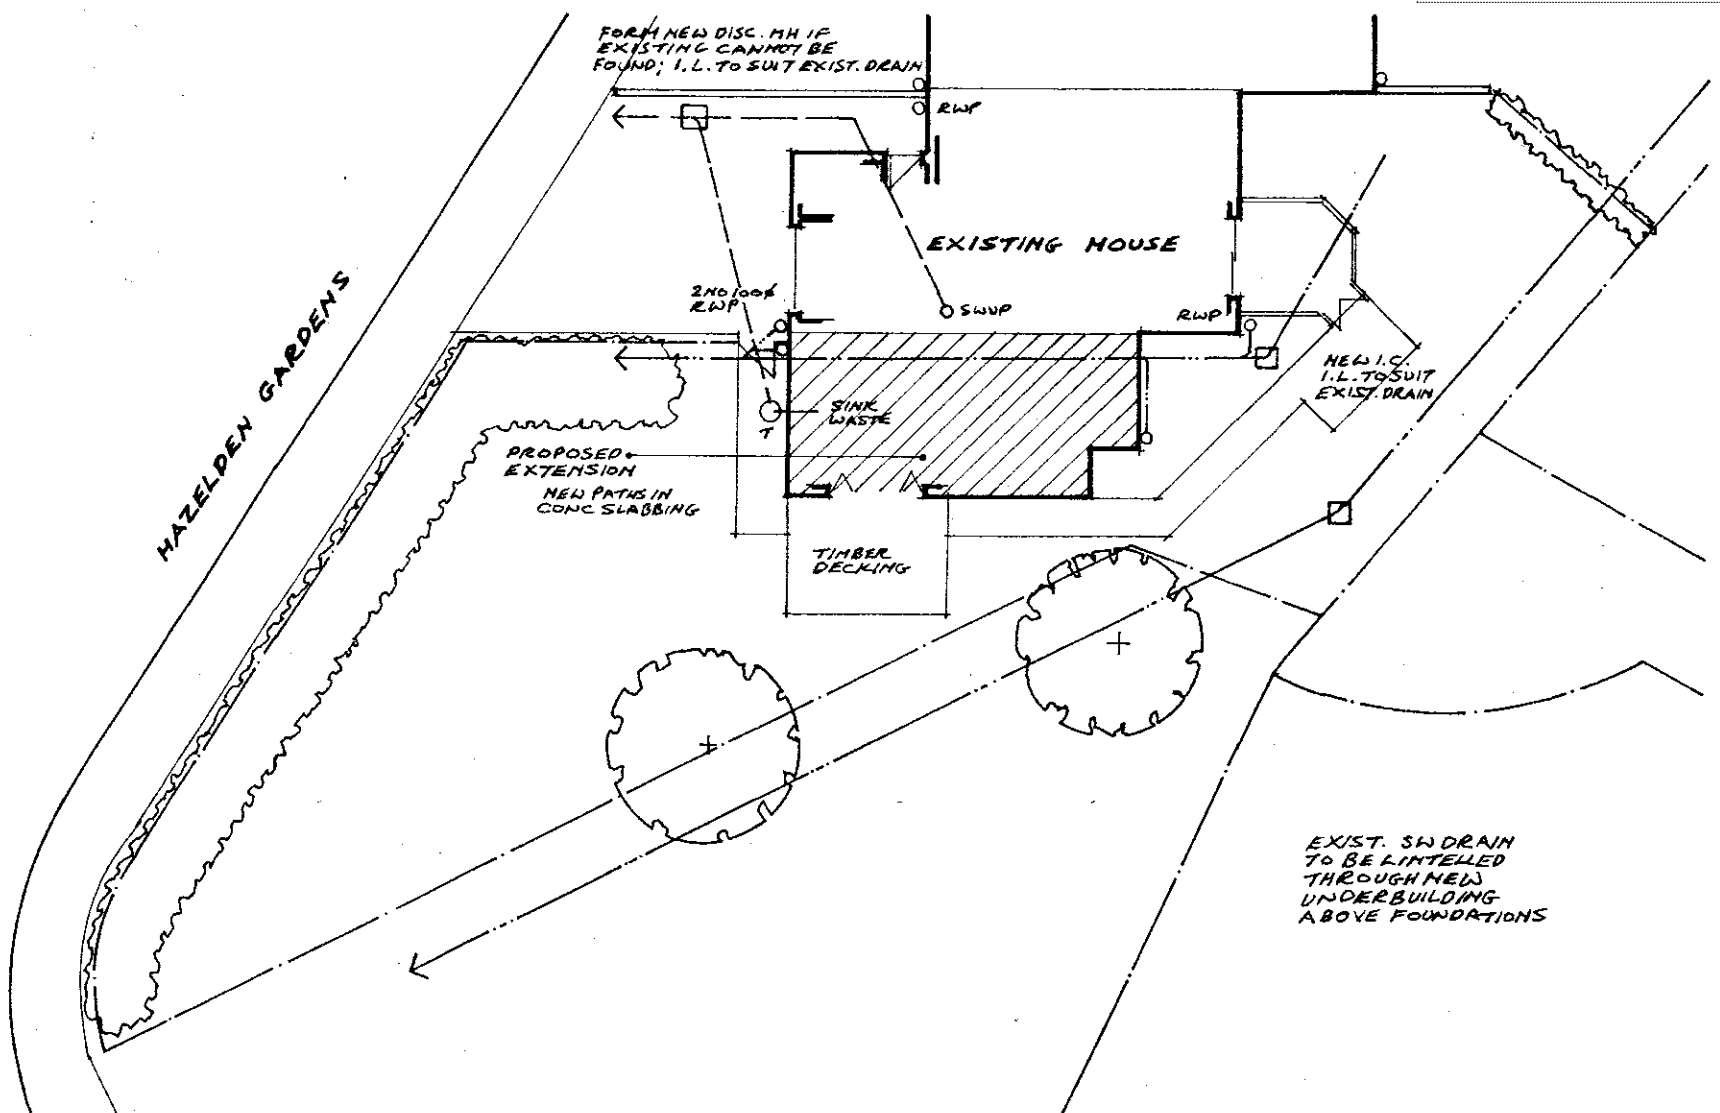 FORM NEW DISC. MH IF
EXISTING CANNOT BE
FOUND; I.L. TO SUIT EXIST. DRAIN
RWP
EXISTING HOUSE
HAZELDEN GARDENS
2NO 100ø
RWP
SWVP
RWP
NEW I.C.
I.L. TO SUIT
EXIST. DRAIN
SINK
WASTE
T
PROPOSED
EXTENSION
NEW PATHS IN
CONC SLABBING
TIMBER
DECKING
EXIST. SW DRAIN
TO BE LINTELLED
THROUGH NEW
UNDERBUILDING
ABOVE FOUNDATIONS